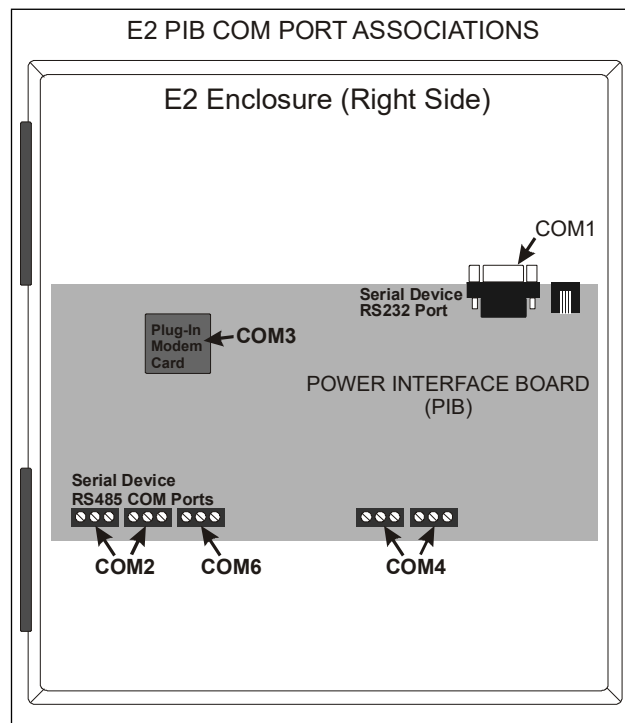 E2 PIB COM PORT ASSOCIATIONS
E2 Enclosure (Right Side)
COM1
Serial Device
RS232 Port
Plug-In
Modem
Card
COM3
POWER INTERFACE BOARD
(PIB)
Serial Device
RS485 COM Ports
COM2
COM6
COM4